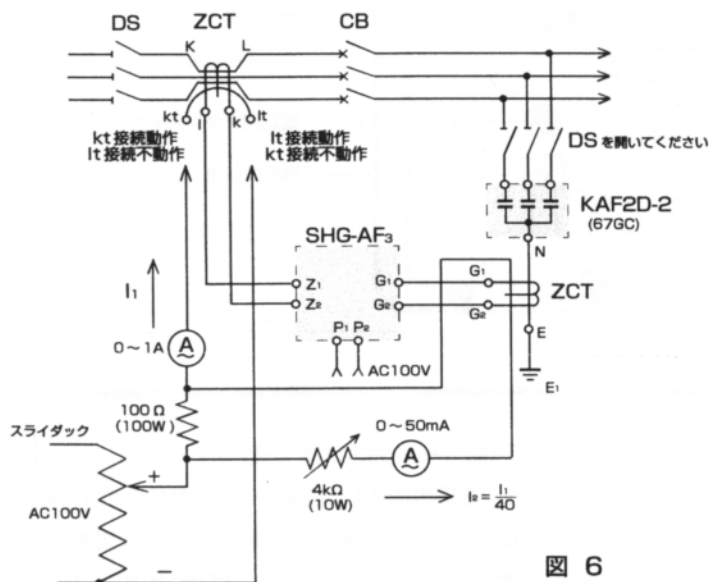 DS ZCT CB
K L
kt l k lt
kt接続動作
lt接続不動作
lt接続動作
kt接続不動作
DSを開いてください
KAF2D-2
(67GC)
N
SHG-AF3
I1
Z1 G1 G1
Z2 G2 G2
ZCT
P1 P2
E
0～1A A
AC100V
E1
100Ω
(100W)
0～50mA
スライダック
A
+
4kΩ
(10W)
I2 = I1/40
AC100V
−
図 6